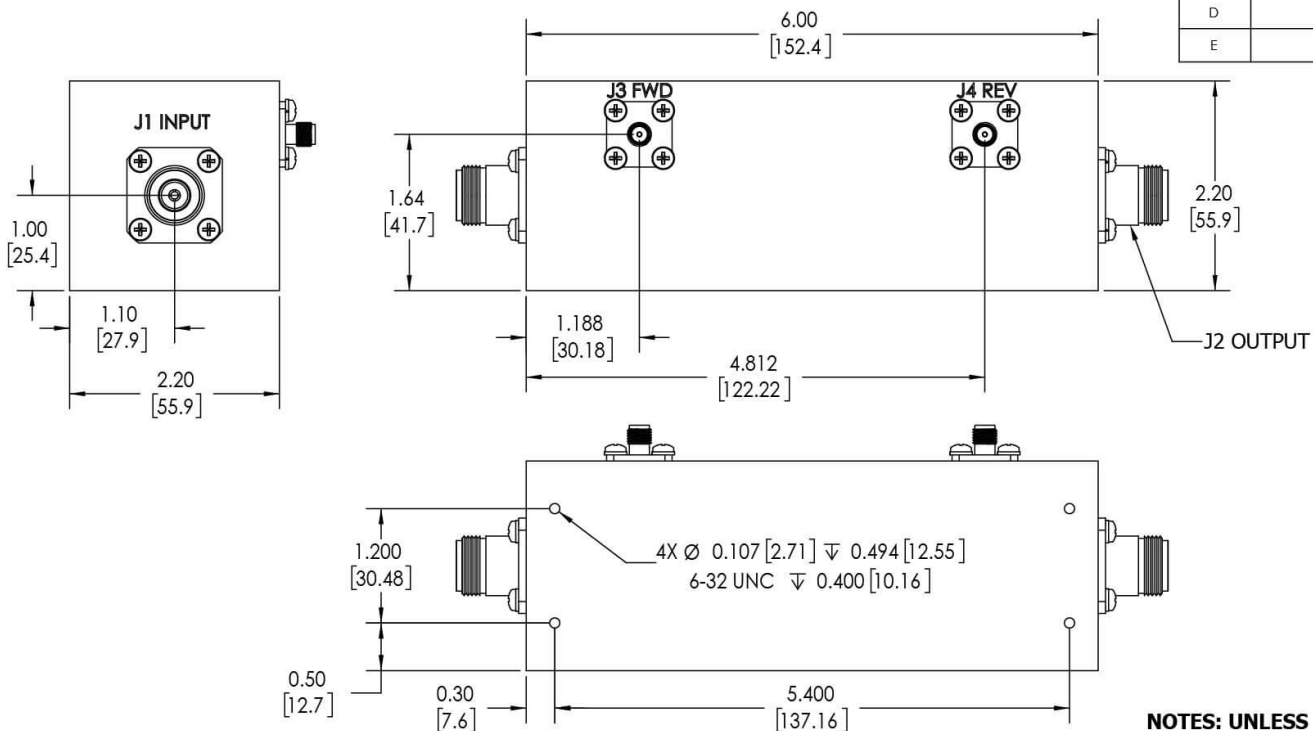 D
E
6.00
[152.4]
J1 INPUT
J3 FWD
J4 REV
1.00
[25.4]
1.64
[41.7]
2.20
[55.9]
1.10
[27.9]
1.188
[30.18]
J2 OUTPUT
2.20
[55.9]
4.812
[122.22]
1.200
[30.48]
4X Ø 0.107 [2.71] ↧ 0.494 [12.55]
6-32 UNC ↧ 0.400 [10.16]
0.50
[12.7]
0.30
[7.6]
5.400
[137.16]
NOTES: UNLESS